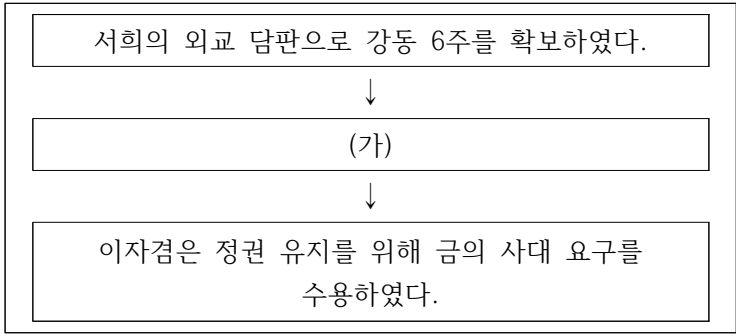 서희의 외교 담판으로 강동 6주를 확보하였다.
↓
(가)
↓
이자겸은 정권 유지를 위해 금의 사대 요구를
수용하였다.